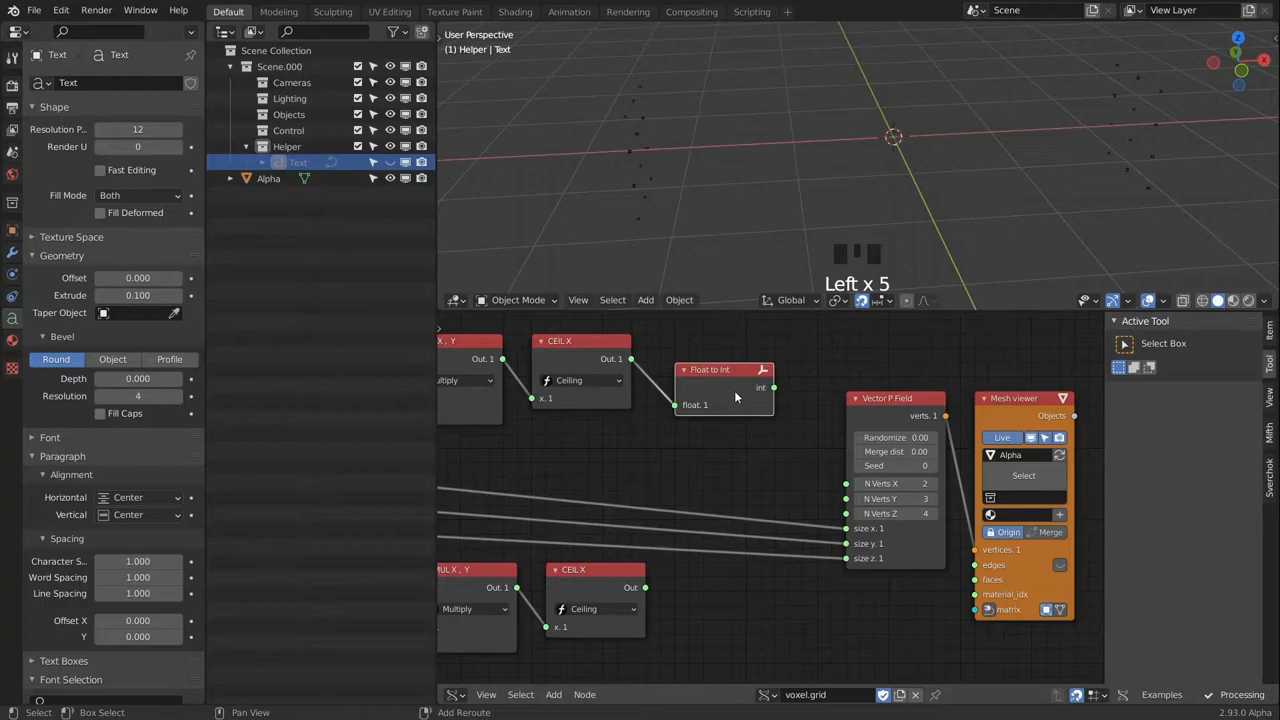 File Edit Render Window Help Default Modeling Sculpting UV Editing Texture Paint Shading Animation Rendering Compositing Scripting + Scene View Layer
Text Text
Text
Shape
Resolution P... 12
Render U 0
Fast Editing
Fill Mode Both
Fill Deformed
Texture Space
Geometry
Offset 0.000
Extrude 0.100
Taper Object
Bevel
Round Object Profile
Depth 0.000
Resolution 4
Fill Caps
Font
Paragraph
Alignment
Horizontal Center
Vertical Center
Spacing
Character S... 1.000
Word Spacing 1.000
Line Spacing 1.000
Offset X 0.000
Y 0.000
Text Boxes
Font Selection
Scene Collection
Scene.000
Cameras
Lighting
Objects
Control
Helper
Text
Alpha
User Perspective
(1) Helper | Text
Z
Y
X
Left x 5
Object Mode View Select Add Object Global
X , Y
Out. 1
ltiply
CEIL X
Out. 1
Ceiling
x. 1
Float to Int
int
float. 1
Vector P Field
verts. 1
Randomize 0.00
Merge dist 0.00
Seed 0
N Verts X 2
N Verts Y 3
N Verts Z 4
size x. 1
size y. 1
size z. 1
Mesh viewer
Objects
Live
Alpha
Select
Origin Merge
vertices. 1
edges
faces
material_idx
matrix
MUL X , Y
Out. 1
Multiply
CEIL X
Out
Ceiling
x. 1
Active Tool
Select Box
Item
Tool
View
Mith
Sverchok
View Select Add Node voxel.grid Examples Processing
Select Box Select Pan View Add Reroute 2.93.0 Alpha